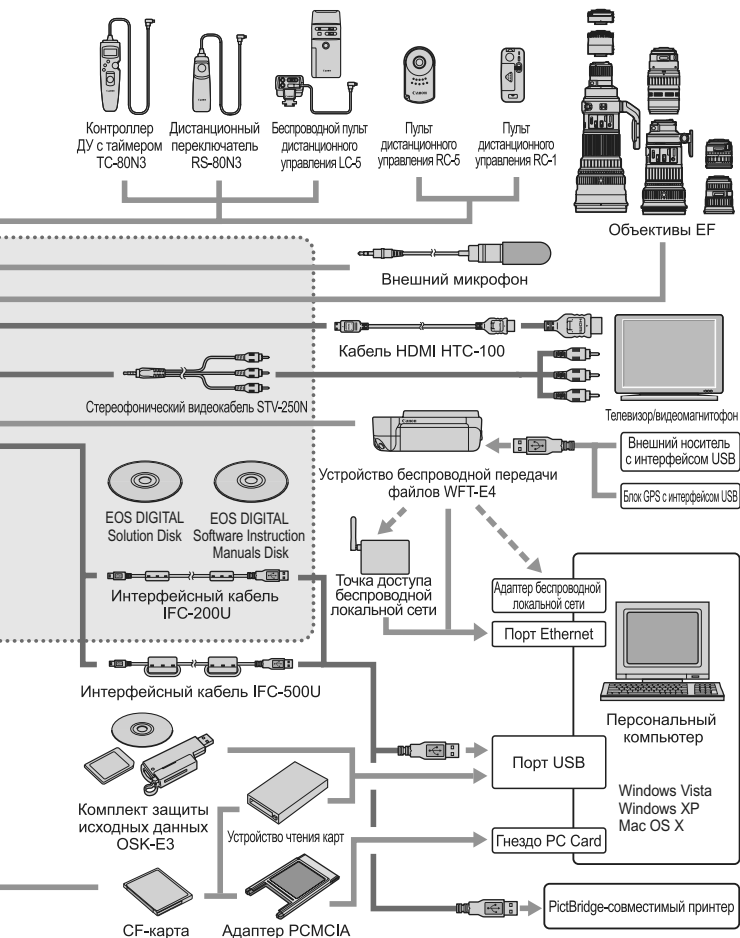 Контроллер
ДУ с таймером
TC-80N3
Дистанционный
переключатель
RS-80N3
Беспроводной пульт
дистанционного
управления LC-5
Canon
Пульт
дистанционного
управления RC-5
Пульт
дистанционного
управления RC-1
Объективы EF
Внешний микрофон
Кабель HDMI HTC-100
Стереофонический видеокабель STV-250N
Телевизор/видеомагнитофон
Canon
Устройство беспроводной передачи
файлов WFT-E4
Внешний носитель
с интерфейсом USB
Блок GPS с интерфейсом USB
EOS DIGITAL
Solution Disk
EOS DIGITAL
Software Instruction
Manuals Disk
Точка доступа
беспроводной
локальной сети
Адаптер беспроводной
локальной сети
Порт Ethernet
Интерфейсный кабель
IFC-200U
Интерфейсный кабель IFC-500U
Персональный
компьютер
Порт USB
Windows Vista
Windows XP
Mac OS X
Комплект защиты
исходных данных
OSK-E3
Устройство чтения карт
Гнездо PC Card
CF-карта
Адаптер PCMCIA
PictBridge-совместимый принтер